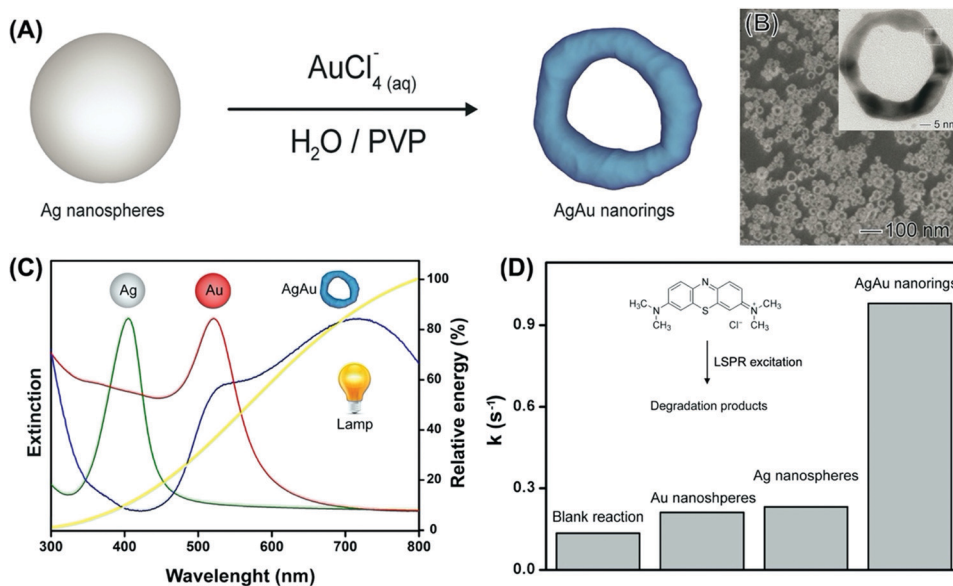 (A)
AuCl₄⁻ (aq)
H₂O / PVP
Ag nanospheres
AgAu nanorings
(B)
5 nm
100 nm
(C)
Ag
Au
AgAu
Lamp
Extinction
Relative energy (%)
100
80
60
40
20
0
300 400 500 600 700 800
Wavelenght (nm)
(D)
AgAu nanorings
H₃C
N
CH₃
N
S
CH₃
N⁺
CH₃
Cl⁻
LSPR excitation
Degradation products
k (s⁻¹)
0.9
0.6
0.3
0.0
Blank reaction
Au nanoshperes
Ag nanospheres